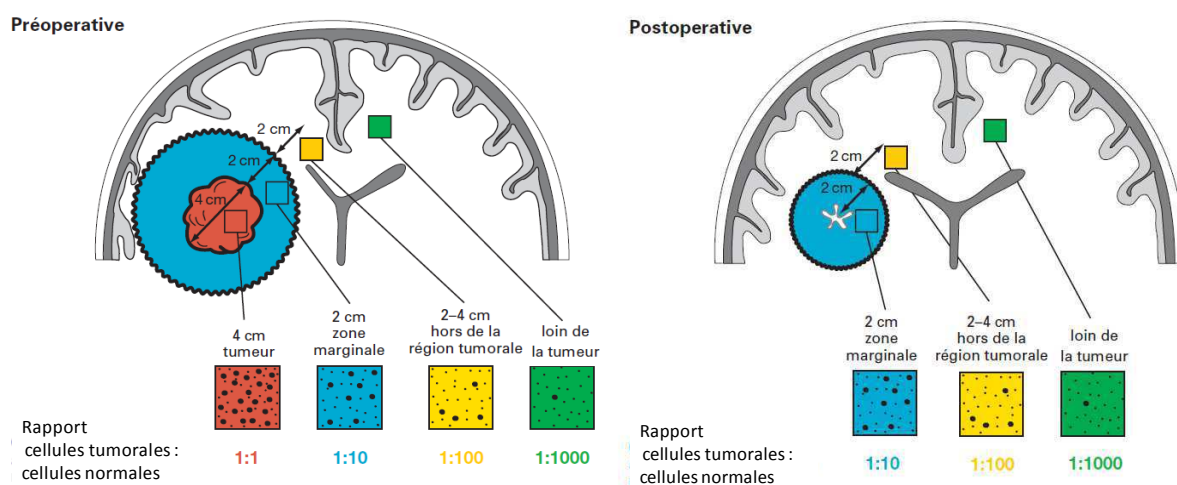 Préoperative
2 cm
2 cm
4 cm
4 cm
tumeur
2 cm
zone
marginale
2–4 cm
hors de la
région tumorale
loin de
la tumeur
Rapport
cellules tumorales :
cellules normales
1:1
1:10
1:100
1:1000
Postoperative
2 cm
2 cm
2 cm
zone
marginale
2–4 cm
hors de la
région tumorale
loin
de
la tumeur
Rapport
cellules tumorales :
cellules normales
1:10
1:100
1:1000